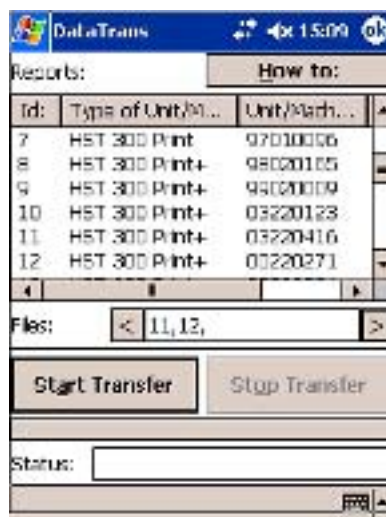 DataTrans 15:09 ok
Reports: How to:
Id: Type of Unit/M... Unit/Mach...
7 HST 300 Print 97010096
8 HST 300 Print+ 98020165
9 HST 300 Print+ 99020009
10 HST 300 Print+ 03220123
11 HST 300 Print+ 03220416
12 HST 300 Print+ 03220271
Files: < 11,12, >
Start Transfer Stop Transfer
Status: